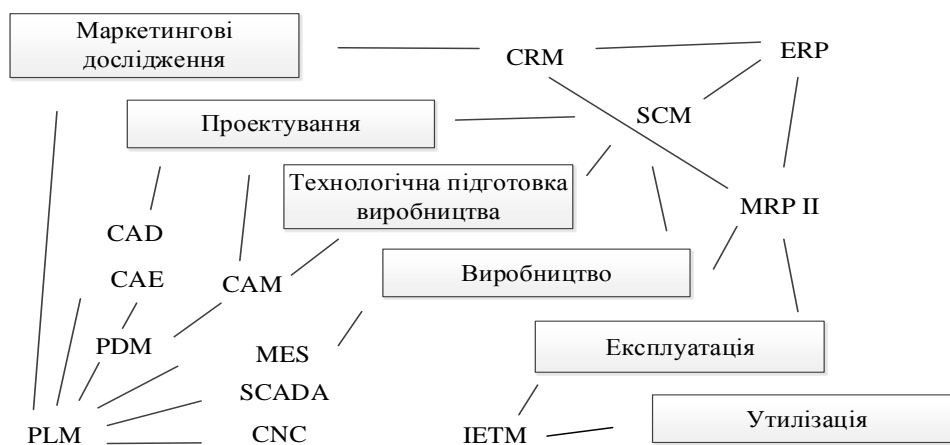 Маркетингові
дослідження
CRM
ERP
Проектування
SCM
Технологічна підготовка
виробництва
MRP II
CAD
CAE
CAM
Виробництво
PDM
MES
Експлуатація
SCADA
PLM
CNC
IETM
Утилізація